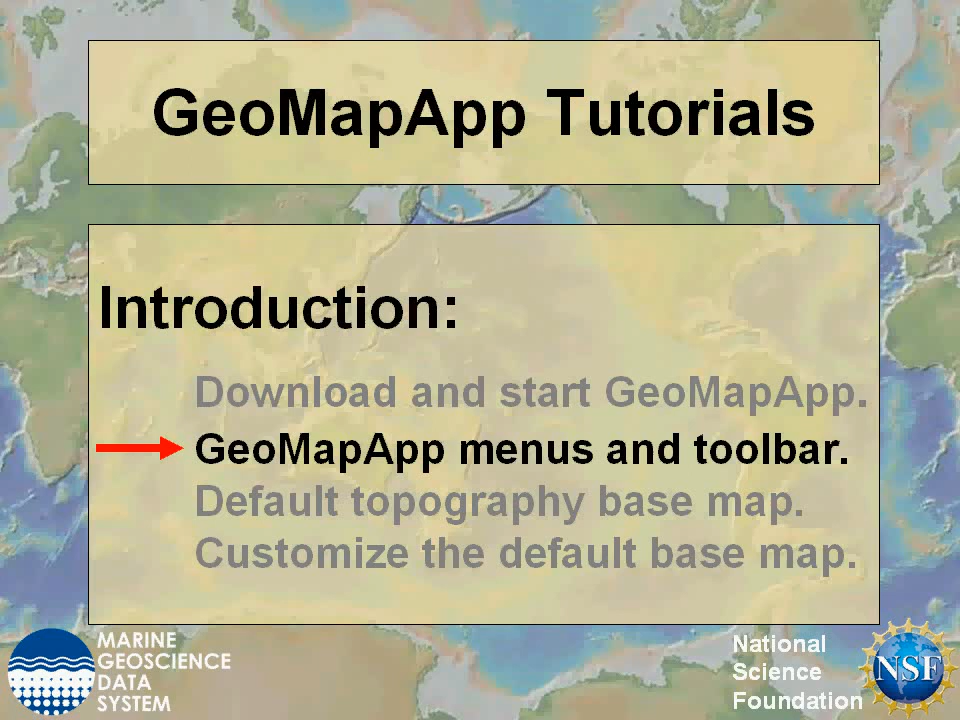 GeoMapApp Tutorials
Introduction:
Download and start GeoMapApp.
GeoMapApp menus and toolbar.
Default topography base map.
Customize the default base map.
MARINE
GEOSCIENCE
DATA
SYSTEM
National
Science
Foundation
NSF